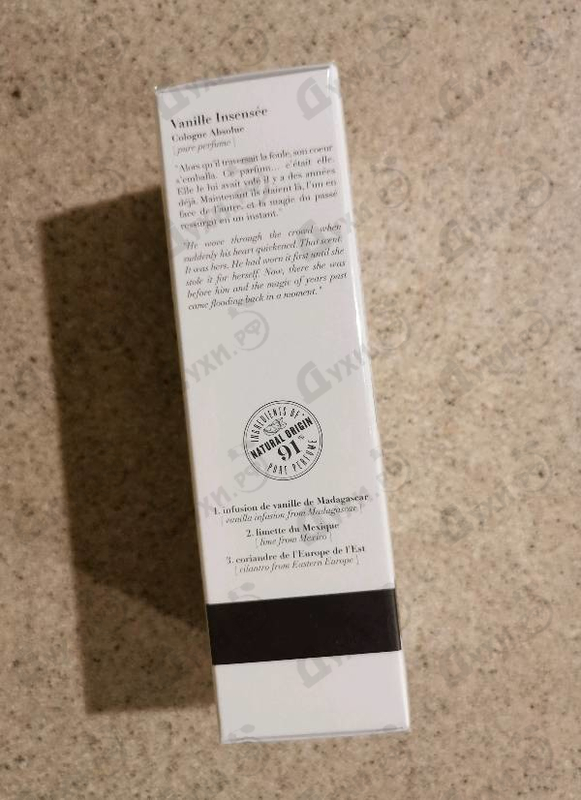 Vanille Insensée
Cologne Absolue
[ pure perfume ]
"Alors qu'il traversait la foule, son coeur
s'emballa. Ce parfum... c'était elle.
Elle le lui avait volé il y a des années
déjà. Maintenant ils étaient là, l'un en
face de l'autre, et la magie du passé
ressurgit en un instant."
"He wove through the crowd when
suddenly his heart quickened. That scent.
It was hers. He had worn it first until she
stole it for herself. Now, there she was
before him and the magic of years past
came flooding back in a moment."
INGREDIENTS OF
NATURAL ORIGIN
91%
PURE PERFUME
1. infusion de vanille de Madagascar
[ vanilla infusion from Madagascar ]
2. limette du Mexique
[ lime from Mexico ]
3. coriandre de l'Europe de l'Est
[ cilantro from Eastern Europe ]
Духи.рф